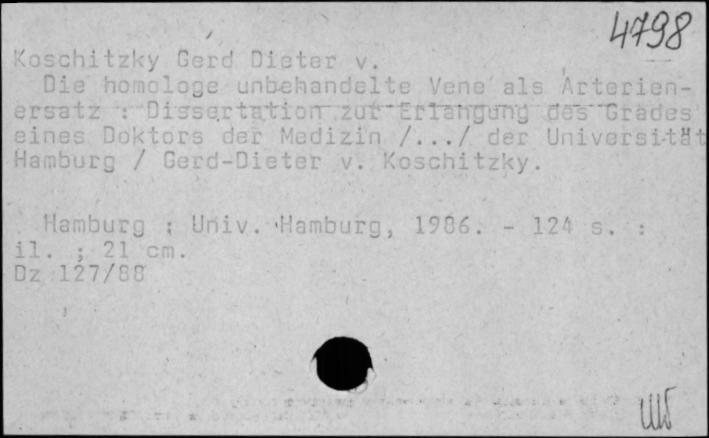 4798
Koschitzky Gerd Dieter v.
Die homologe unbehandelte Vene als Arterien-
ersatz : Dissertation zur Erlangung des Grades
eines Doktors der Medizin /.../ der Universität
Hamburg / Gerd-Dieter v. Koschitzky.
Hamburg ; Univ. Hamburg, 1986. - 124 s. :
il. ; 21 cm.
Dz 127/88